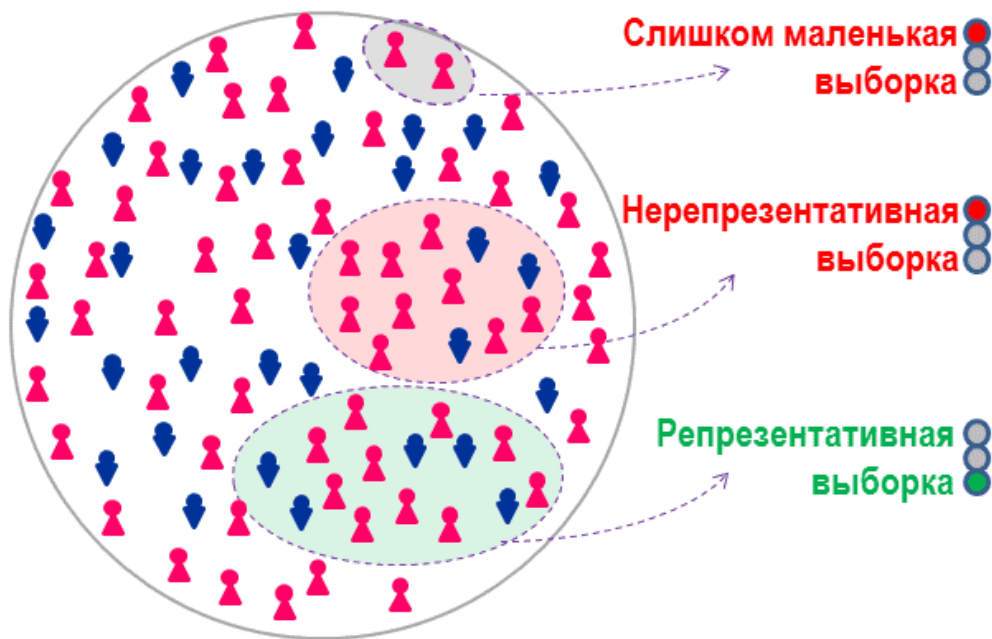 Слишком маленькая
выборка
Нерепрезентативная
выборка
Репрезентативная
выборка